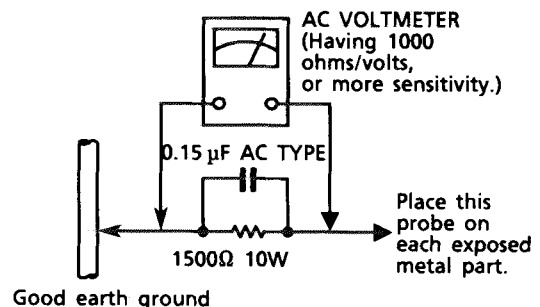 AC VOLTMETER
(Having 1000
ohms/volts,
or more sensitivity.)
0.15 µF AC TYPE
1500Ω 10W
Place this
probe on
each exposed
metal part.
Good earth ground